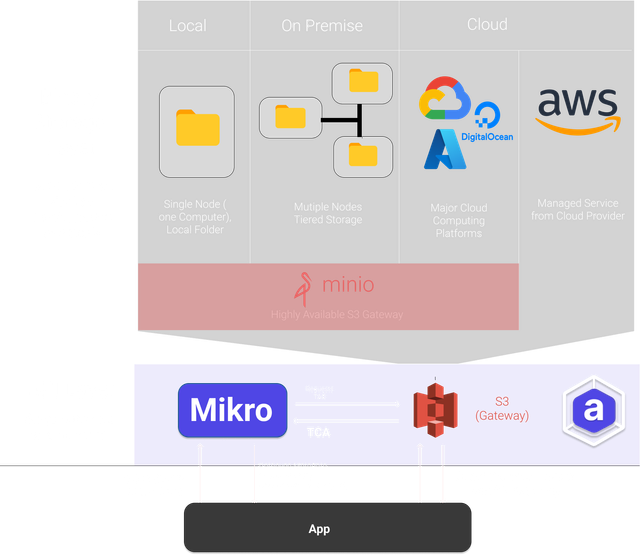 Local
On Premise
Cloud
DigitalOcean
aws
Single Node (
one Computer),
Local Folder
Mutiple Nodes
Tiered Storage
Major Cloud
Computing
Platforms
Managed Service
from Cloud Provider
minio
Highly Available S3 Gateway
Mikro
TCA
S3
(Gateway)
a
App